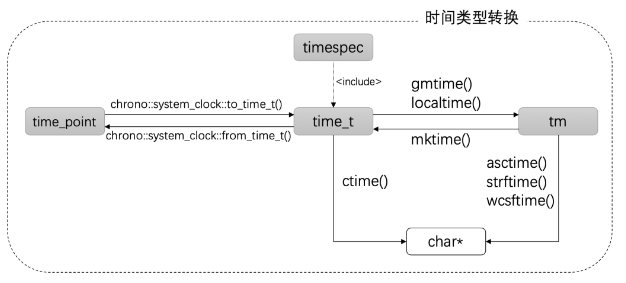 时间类型转换
timespec
<include>
chrono::system_clock::to_time_t()
gmtime()
localtime()
time_point
time_t
tm
chrono::system_clock::from_time_t()
mktime()
asctime()
strftime()
wcsftime()
ctime()
char*